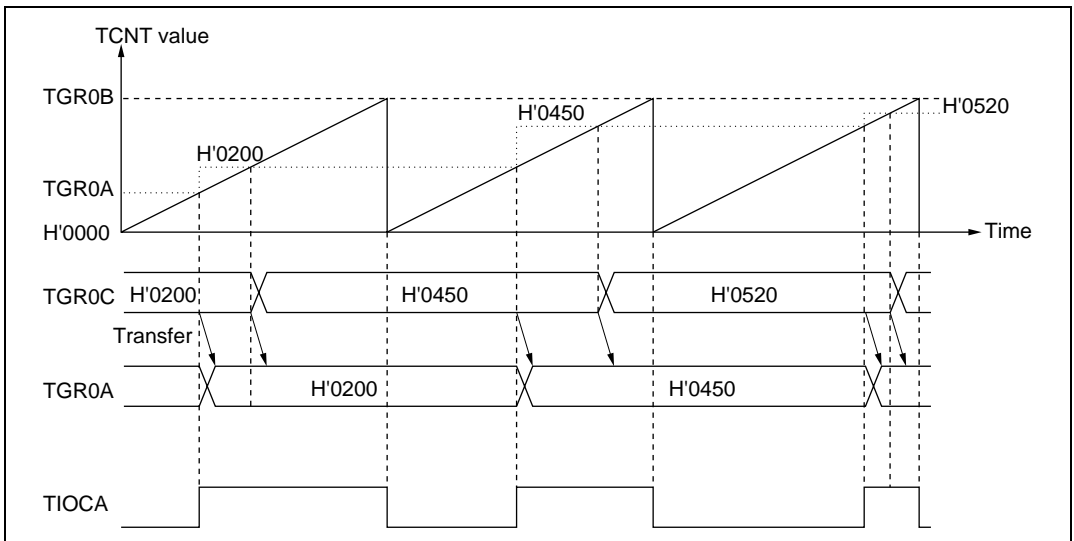 TCNT value
TGR0B
H'0520
H'0450
H'0200
TGR0A
H'0000
Time
TGR0C
H'0200
H'0450
H'0520
Transfer
TGR0A
H'0200
H'0450
TIOCA